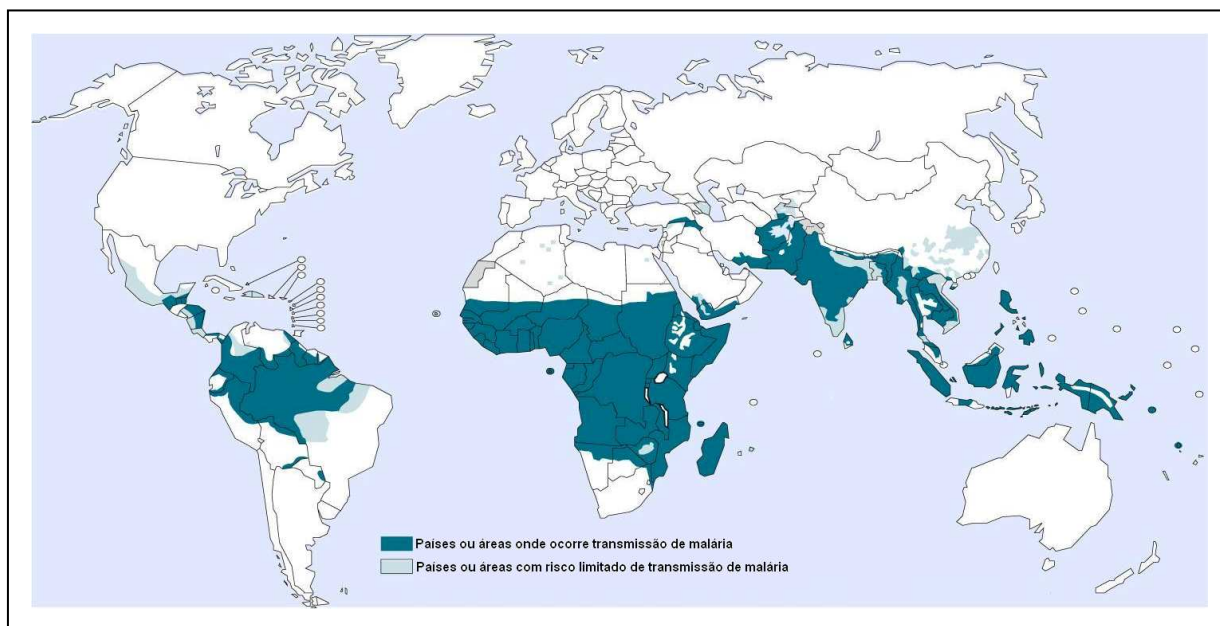 Países ou áreas onde ocorre transmissão de malária
Países ou áreas com risco limitado de transmissão de malária